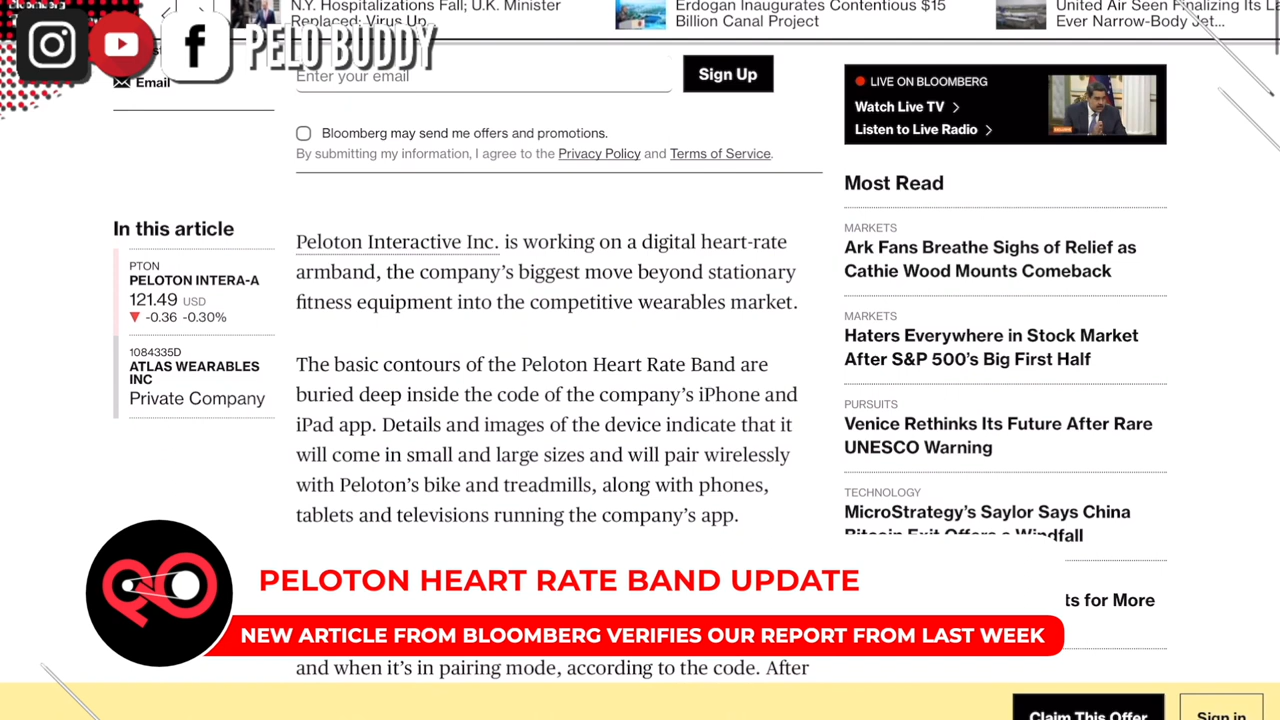 Bloomberg
N.Y. Hospitalizations Fall; U.K. Minister
Replaced: Virus Up
Erdogan Inaugurates Contentious $15
Billion Canal Project
United Air Seen Finalizing Its La
Ever Narrow-Body Jet...
PELO BUDDY
Email
Enter your email
Sign Up
Bloomberg may send me offers and promotions.
By submitting my information, I agree to the Privacy Policy and Terms of Service.
LIVE ON BLOOMBERG
Watch Live TV
Listen to Live Radio
Most Read
MARKETS
Ark Fans Breathe Sighs of Relief as
Cathie Wood Mounts Comeback
MARKETS
Haters Everywhere in Stock Market
After S&P 500's Big First Half
PURSUITS
Venice Rethinks Its Future After Rare
UNESCO Warning
TECHNOLOGY
MicroStrategy's Saylor Says China
Bitcoin Exit Offers a Windfall
ts for More
In this article
PTON
PELOTON INTERA-A
121.49 USD
-0.36 -0.30%
1084335D
ATLAS WEARABLES
INC
Private Company
Peloton Interactive Inc. is working on a digital heart-rate
armband, the company's biggest move beyond stationary
fitness equipment into the competitive wearables market.
The basic contours of the Peloton Heart Rate Band are
buried deep inside the code of the company's iPhone and
iPad app. Details and images of the device indicate that it
will come in small and large sizes and will pair wirelessly
with Peloton's bike and treadmills, along with phones,
tablets and televisions running the company's app.
PELOTON HEART RATE BAND UPDATE
NEW ARTICLE FROM BLOOMBERG VERIFIES OUR REPORT FROM LAST WEEK
and when it's in pairing mode, according to the code. After
Claim This Offer
Sign in